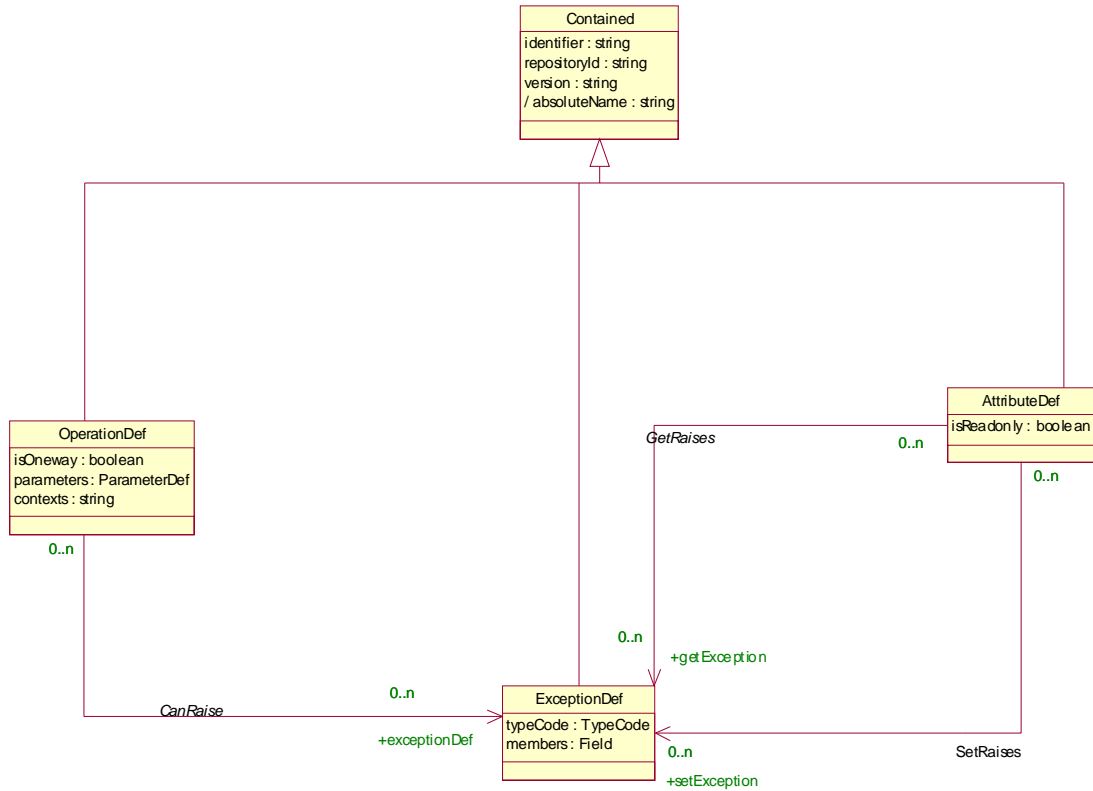 Contained
identifier : string
repositoryId : string
version : string
/ absoluteName : string
AttributeDef
isReadonly : boolean
OperationDef
isOneway : boolean
parameters : ParameterDef
contexts : string
GetRaises
0..n
0..n
0..n
0..n
+getException
ExceptionDef
typeCode : TypeCode
members : Field
0..n
CanRaise
+exceptionDef
0..n
SetRaises
+setException